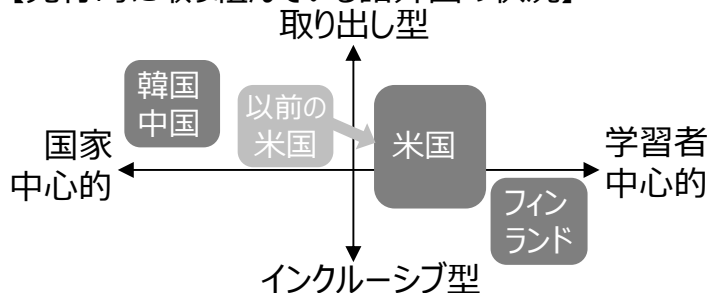 取り出し型
韓国
中国
以前の
米国
米国
国家
中心的
学習者
中心的
フィン
ランド
インクルーシブ型